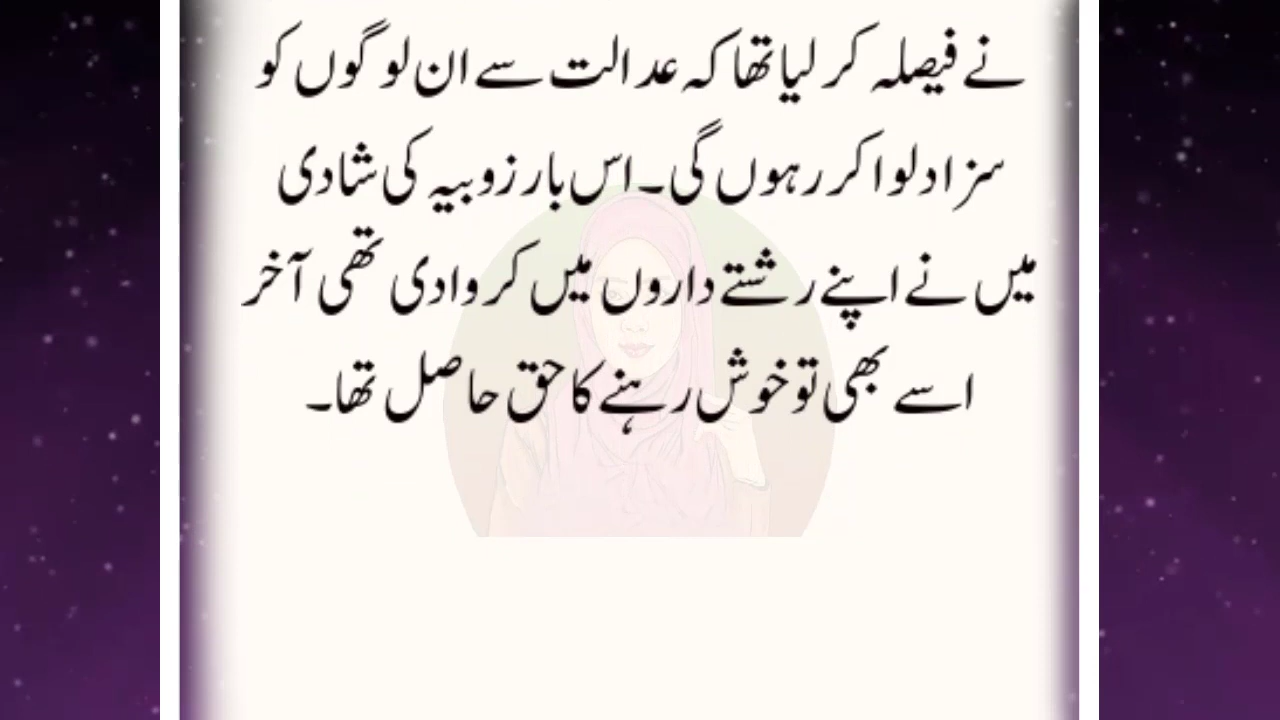 نے فیصلہ کر لیا تھا کہ عدالت سے ان لوگوں کو
سزا دلوا کر رہوں گی۔ اس بار زوبیہ کی شادی
میں نے اپنے رشتے داروں میں کروا دی تھی آخر
اسے بھی تو خوش رہنے کا حق حاصل تھا۔